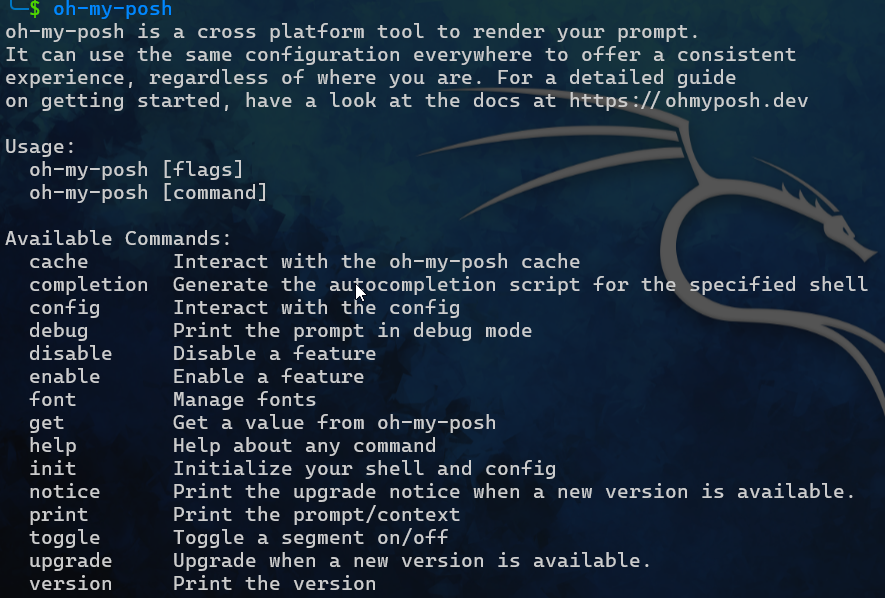 └─$ oh-my-posh
oh-my-posh is a cross platform tool to render your prompt.
It can use the same configuration everywhere to offer a consistent
experience, regardless of where you are. For a detailed guide
on getting started, have a look at the docs at https://ohmyposh.dev

Usage:
  oh-my-posh [flags]
  oh-my-posh [command]

Available Commands:
  cache       Interact with the oh-my-posh cache
  completion  Generate the autocompletion script for the specified shell
  config      Interact with the config
  debug       Print the prompt in debug mode
  disable     Disable a feature
  enable      Enable a feature
  font        Manage fonts
  get         Get a value from oh-my-posh
  help        Help about any command
  init        Initialize your shell and config
  notice      Print the upgrade notice when a new version is available.
  print       Print the prompt/context
  toggle      Toggle a segment on/off
  upgrade     Upgrade when a new version is available.
  version     Print the version